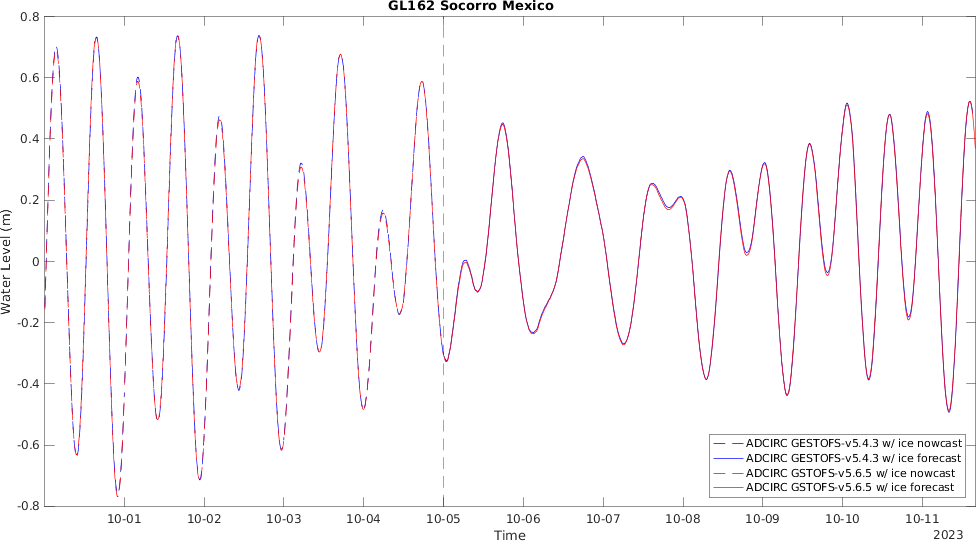 GL162 Socorro Mexico
Water Level (m)
0.8
0.6
0.4
0.2
0
-0.2
-0.4
-0.6
-0.8
ADCIRC GESTOFS-v5.4.3 w/ ice nowcast
ADCIRC GESTOFS-v5.4.3 w/ ice forecast
ADCIRC GSTOFS-v5.6.5 w/ ice nowcast
ADCIRC GSTOFS-v5.6.5 w/ ice forecast
10-01 10-02 10-03 10-04 10-05 10-06 10-07 10-08 10-09 10-10 10-11
Time
2023